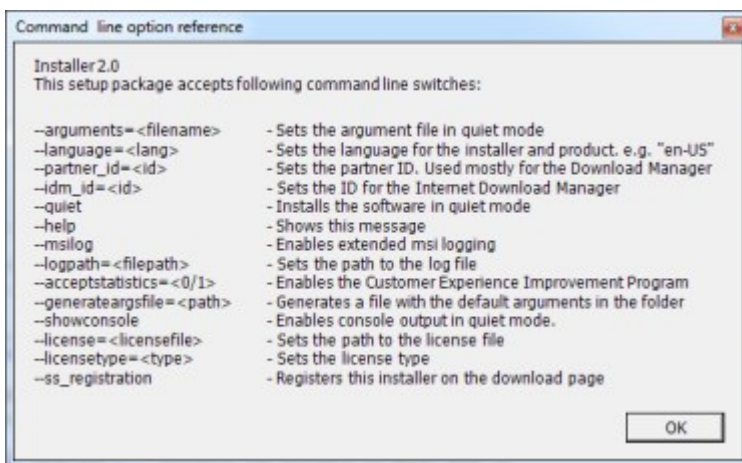 Command line option reference
Installer2.0
This setup package accepts following command line switches:
--arguments=<filename> - Sets the argument file in quiet mode
--language=<lang> - Sets the language for the installer and product. e.g. "en-US"
--partner_id=<id> - Sets the partner ID. Used mostly for the Download Manager
--idm_id=<id> - Sets the ID for the Internet Download Manager
--quiet - Installs the software in quiet mode
--help - Shows this message
--msilog - Enables extended msi logging
--logpath=<filepath> - Sets the path to the log file
--acceptstatistics=<0/1> - Enables the Customer Experience Improvement Program
--generateargsfile=<path> - Generates a file with the default arguments in the folder
--showconsole - Enables console output in quiet mode.
--license=<licensefile> - Sets the path to the license file
--licensetype=<type> - Sets the license type
--ss_registration - Registers this installer on the download page
OK